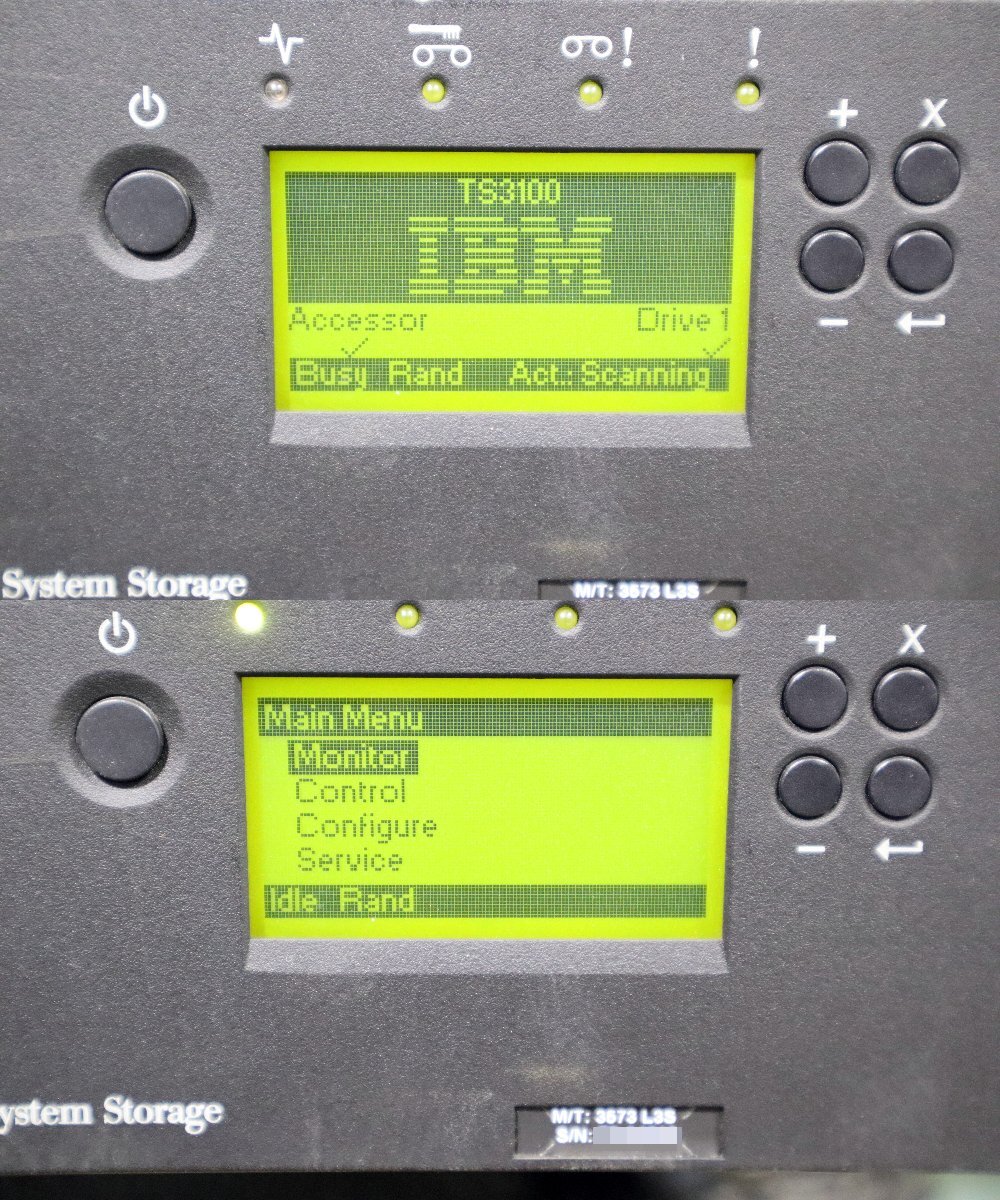 + X
TS3100
IBM
Accessor Drive 1
Busy Rand Act.: Scanning
-
System Storage
M/T: 3573 L3S
+ X
Main Menu
Monitor
Control
Configure
Service
Idle Rand
-
ystem Storage
M/T: 3573 L3S
S/N: